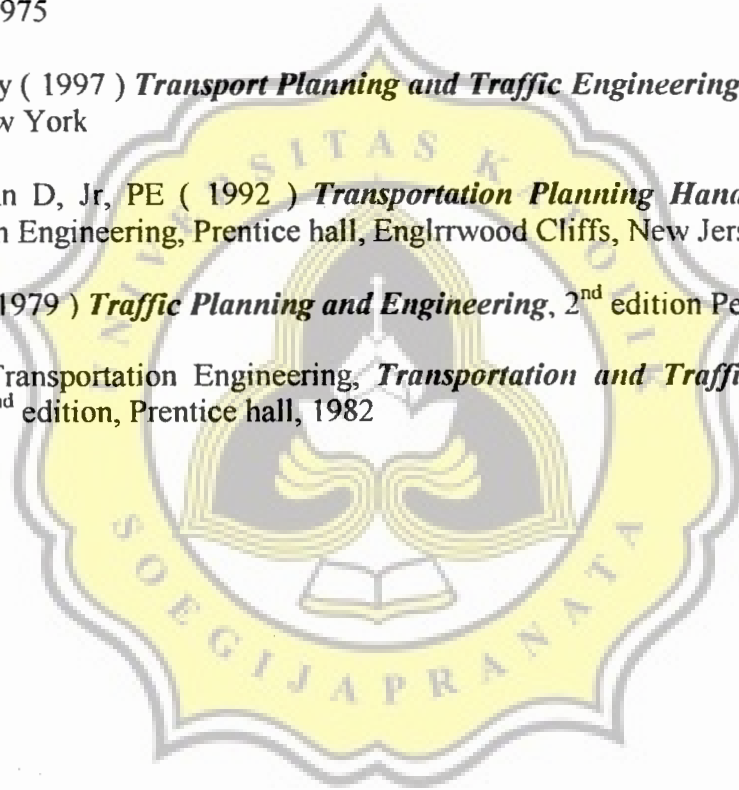 975
y ( 1997 ) Transport Planning and Traffic Engineering
w York
n D, Jr, PE ( 1992 ) Transportation Planning Hand
n Engineering, Prentice hall, Englrrwood Cliffs, New Jers
1979 ) Traffic Planning and Engineering, 2nd edition Pe
Transportation Engineering, Transportation and Traffi
nd edition, Prentice hall, 1982
UNIVERSITAS KATOLIK
SOEGIJAPRANATA